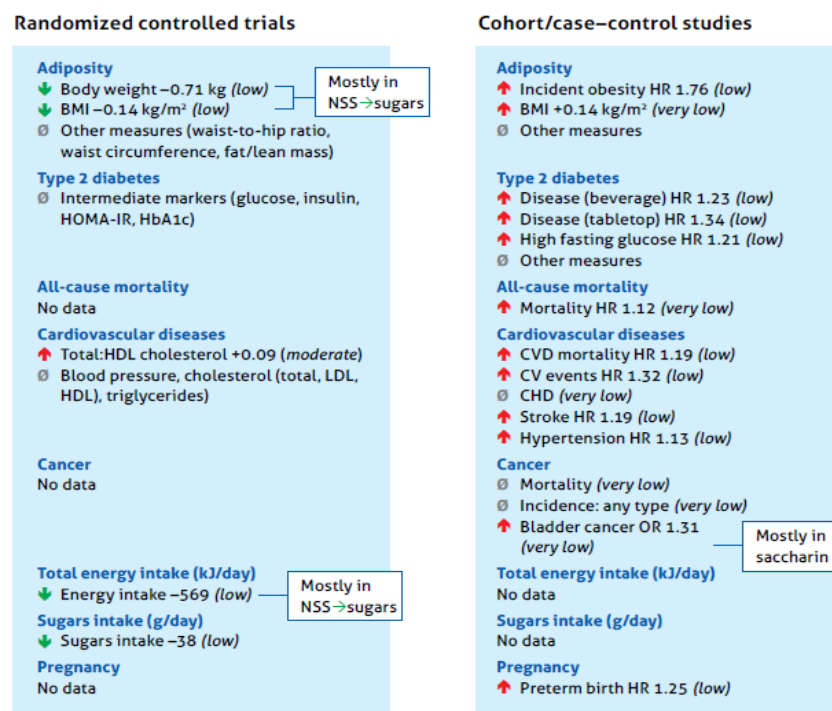 Randomized controlled trials
Adiposity
Body weight –0.71 kg (low)
BMI –0.14 kg/m² (low)
Mostly in
NSS→sugars
Ø Other measures (waist-to-hip ratio,
waist circumference, fat/lean mass)
Type 2 diabetes
Ø Intermediate markers (glucose, insulin,
HOMA-IR, HbA1c)
All-cause mortality
No data
Cardiovascular diseases
Total:HDL cholesterol +0.09 (moderate)
Ø Blood pressure, cholesterol (total, LDL,
HDL), triglycerides)
Cancer
No data
Total energy intake (kJ/day)
Energy intake –569 (low)
Mostly in
NSS→sugars
Sugars intake (g/day)
Sugars intake –38 (low)
Pregnancy
No data
Cohort/case–control studies
Adiposity
Incident obesity HR 1.76 (low)
BMI +0.14 kg/m² (very low)
Ø Other measures
Type 2 diabetes
Disease (beverage) HR 1.23 (low)
Disease (tabletop) HR 1.34 (low)
High fasting glucose HR 1.21 (low)
Ø Other measures
All-cause mortality
Mortality HR 1.12 (very low)
Cardiovascular diseases
CVD mortality HR 1.19 (low)
CV events HR 1.32 (low)
Ø CHD (very low)
Stroke HR 1.19 (low)
Hypertension HR 1.13 (low)
Cancer
Ø Mortality (very low)
Ø Incidence: any type (very low)
Bladder cancer OR 1.31
(very low)
Mostly in
saccharin
Total energy intake (kJ/day)
No data
Sugars intake (g/day)
No data
Pregnancy
Preterm birth HR 1.25 (low)